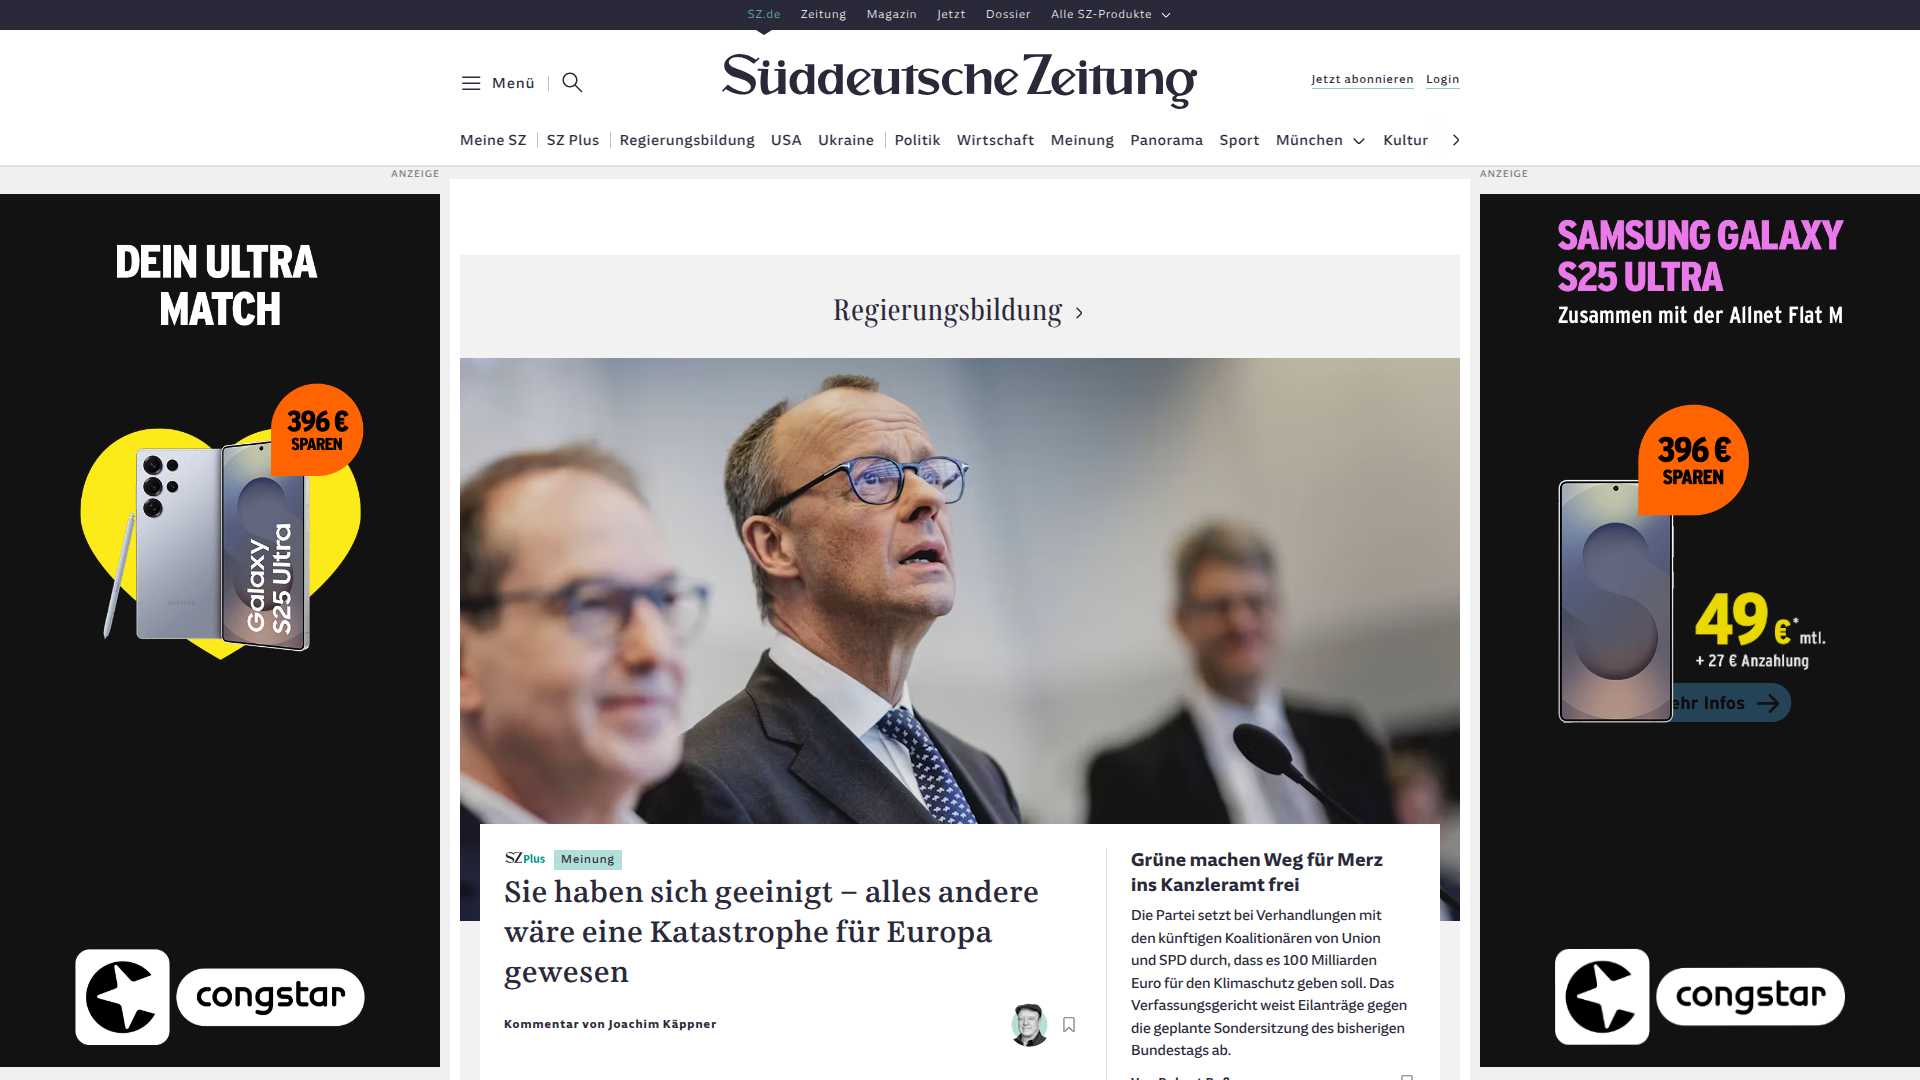 SZ.de Zeitung Magazin Jetzt Dossier Alle SZ-Produkte
Menü
Süddeutsche Zeitung
Jetzt abonnieren Login
Meine SZ SZ Plus Regierungsbildung USA Ukraine Politik Wirtschaft Meinung Panorama Sport München Kultur
ANZEIGE
DEIN ULTRA
MATCH
396 €
SPAREN
Galaxy
S25 Ultra
SAMSUNG
congstar
Regierungsbildung
SZ Plus Meinung
Sie haben sich geeinigt – alles andere
wäre eine Katastrophe für Europa
gewesen
Kommentar von Joachim Käppner
Grüne machen Weg für Merz
ins Kanzleramt frei
Die Partei setzt bei Verhandlungen mit
den künftigen Koalitionären von Union
und SPD durch, dass es 100 Milliarden
Euro für den Klimaschutz geben soll. Das
Verfassungsgericht weist Eilanträge gegen
die geplante Sondersitzung des bisherigen
Bundestags ab.
ANZEIGE
SAMSUNG GALAXY
S25 ULTRA
Zusammen mit der Allnet Flat M
396 €
SPAREN
49 €* mtl.
+ 27 € Anzahlung
ehr Infos
congstar